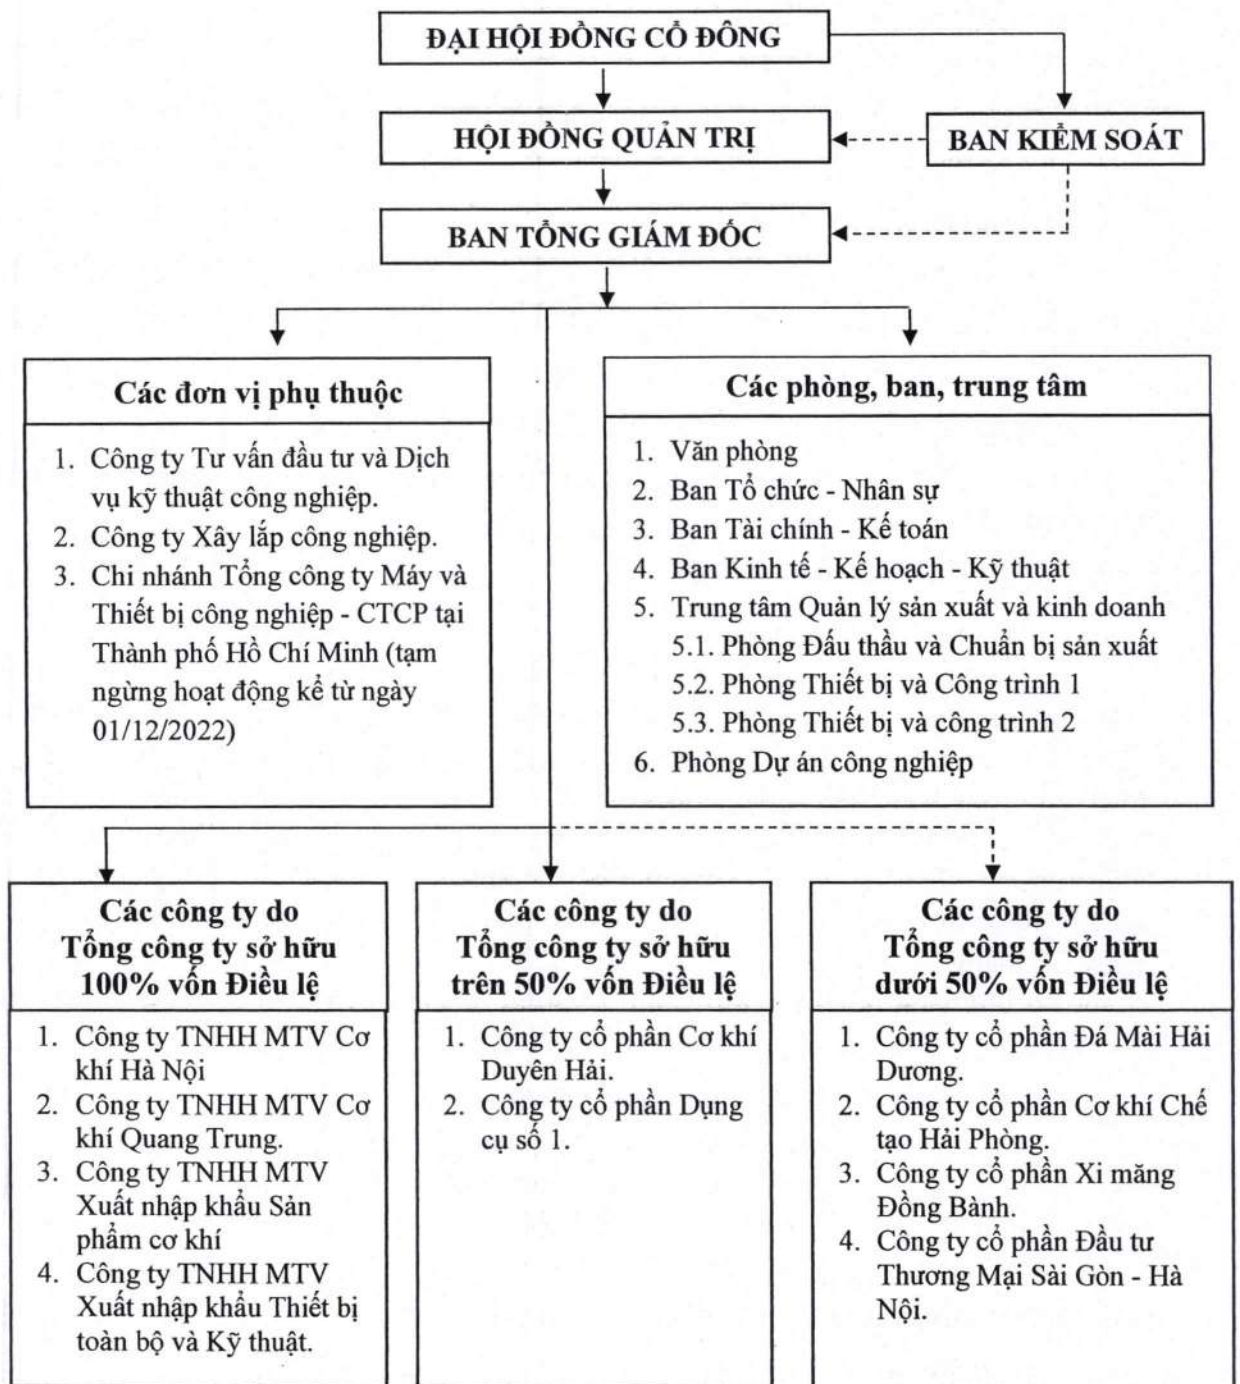 ĐẠI HỘI ĐỒNG CỔ ĐÔNG
HỘI ĐỒNG QUẢN TRỊ
BAN KIỂM SOÁT
BAN TỔNG GIÁM ĐỐC
Các đơn vị phụ thuộc
1. Công ty Tư vấn đầu tư và Dịch
vụ kỹ thuật công nghiệp.
2. Công ty Xây lắp công nghiệp.
3. Chi nhánh Tổng công ty Máy và
Thiết bị công nghiệp - CTCP tại
Thành phố Hồ Chí Minh (tạm
ngừng hoạt động kể từ ngày
01/12/2022)
Các phòng, ban, trung tâm
1. Văn phòng
2. Ban Tổ chức - Nhân sự
3. Ban Tài chính - Kế toán
4. Ban Kinh tế - Kế hoạch - Kỹ thuật
5. Trung tâm Quản lý sản xuất và kinh doanh
5.1. Phòng Đấu thầu và Chuẩn bị sản xuất
5.2. Phòng Thiết bị và Công trình 1
5.3. Phòng Thiết bị và công trình 2
6. Phòng Dự án công nghiệp
Các công ty do
Tổng công ty sở hữu
100% vốn Điều lệ
1. Công ty TNHH MTV Cơ
khí Hà Nội
2. Công ty TNHH MTV Cơ
khí Quang Trung.
3. Công ty TNHH MTV
Xuất nhập khẩu Sản
phẩm cơ khí
4. Công ty TNHH MTV
Xuất nhập khẩu Thiết bị
toàn bộ và Kỹ thuật.
Các công ty do
Tổng công ty sở hữu
trên 50% vốn Điều lệ
1. Công ty cổ phần Cơ khí
Duyên Hải.
2. Công ty cổ phần Dụng
cụ số 1.
Các công ty do
Tổng công ty sở hữu
dưới 50% vốn Điều lệ
1. Công ty cổ phần Đá Mài Hải
Dương.
2. Công ty cổ phần Cơ khí Chế
tạo Hải Phòng.
3. Công ty cổ phần Xi măng
Đồng Bành.
4. Công ty cổ phần Đầu tư
Thương Mại Sài Gòn - Hà
Nội.